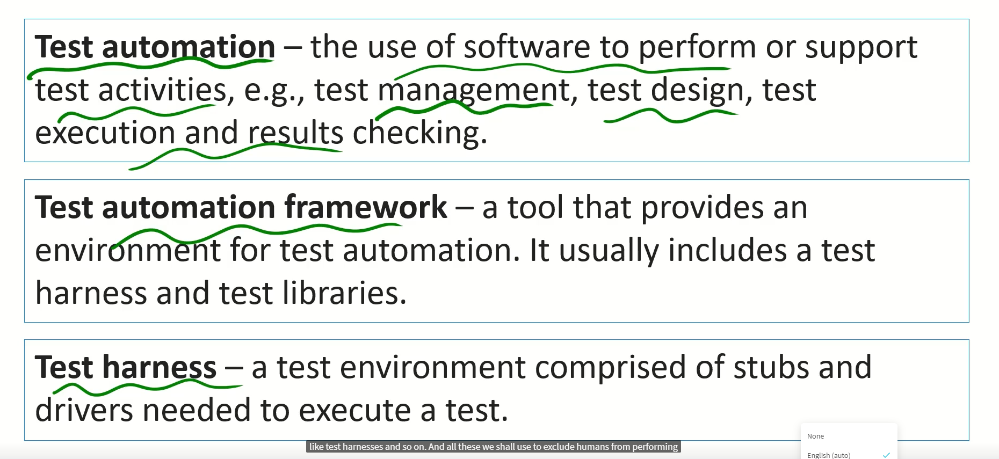 Test automation – the use of software to perform or support
test activities, e.g., test management, test design, test
execution and results checking.
Test automation framework – a tool that provides an
environment for test automation. It usually includes a test
harness and test libraries.
Test harness – a test environment comprised of stubs and
drivers needed to execute a test.
like test harnesses and so on. And all these we shall use to exclude humans from performing
None
English (auto)